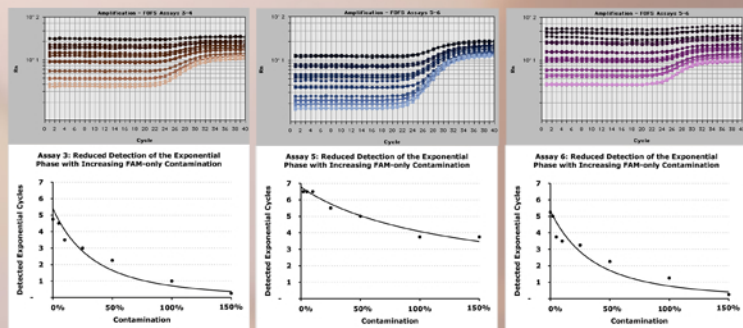 Amplification - FDFS Assays 3-4
10^ 2
10^ 1
0 2 4 6 8 10 12 14 16 18 20 22 24 26 28 30 32 34 36 38 40
Cycle
Assay 3: Reduced Detection of the Exponential
Phase with Increasing FAM-only Contamination
Detected Exponential Cycles
7
6
5
4
3
2
1
-
0% 50% 100% 150%
Contamination
Amplification - FDFS Assays 5-6
10^ 2
Rn
10^ 1
0 2 4 6 8 10 12 14 16 18 20 22 24 26 28 30 32 34 36 38 40
Cycle
Assay 5: Reduced Detection of the Exponential
Phase with Increasing FAM-only Contamination
Detected Exponential Cycles
7
6
5
4
3
2
1
-
0% 50% 100% 150%
Contamination
Amplification - FDFS Assays 5-6
10^ 2
Rn
10^ 1
0 2 4 6 8 10 12 14 16 18 20 22 24 26 28 30 32 34 36 38 40
Cycle
Assay 6: Reduced Detection of the Exponential
Phase with Increasing FAM-only Contamination
Detected Exponential Cycles
7
6
5
4
3
2
1
-
0% 50% 100% 150%
Contamination